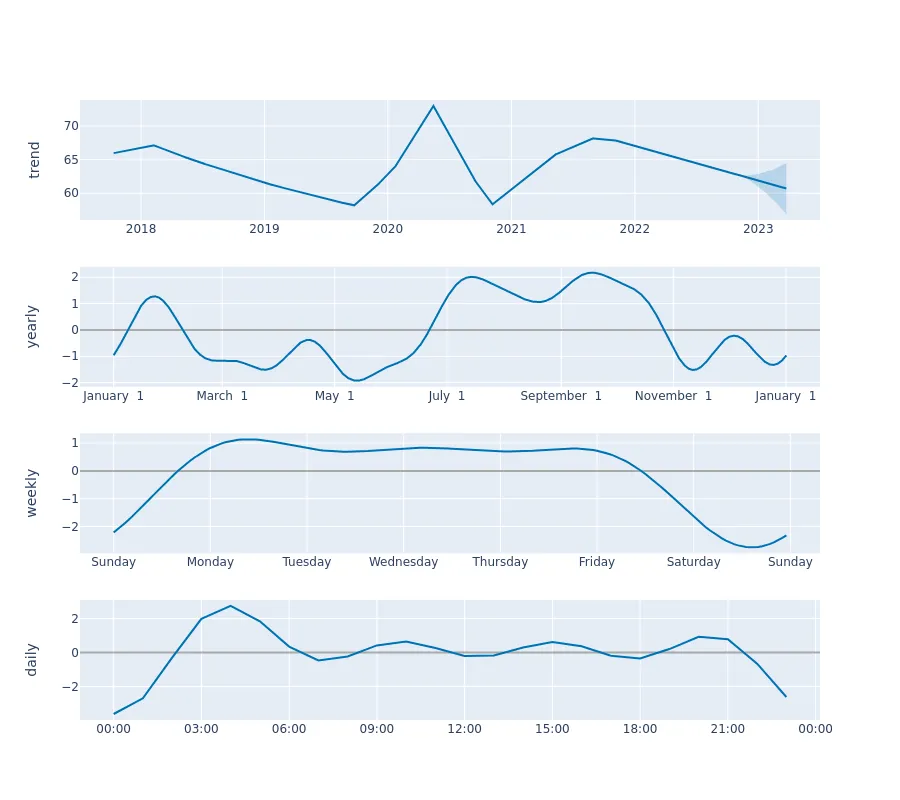 trend
70
65
60
2018 2019 2020 2021 2022 2023
yearly
2
1
0
−1
−2
January 1 March 1 May 1 July 1 September 1 November 1 January 1
weekly
1
0
−1
−2
Sunday Monday Tuesday Wednesday Thursday Friday Saturday Sunday
daily
2
0
−2
00:00 03:00 06:00 09:00 12:00 15:00 18:00 21:00 00:00